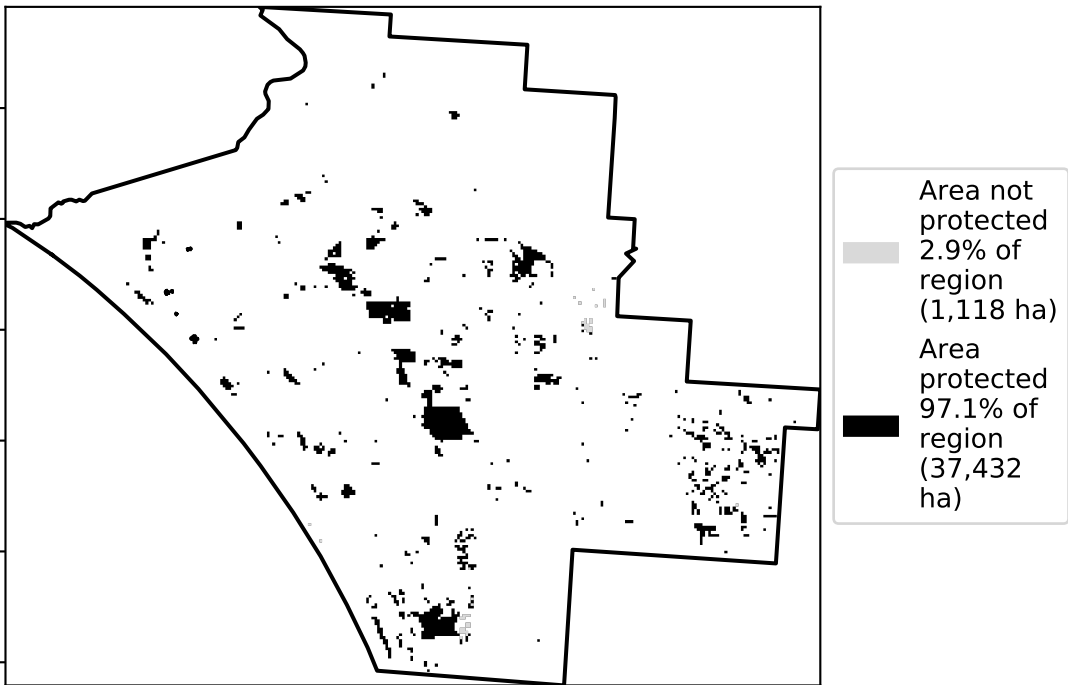 Area not
protected
2.9% of
region
(1,118 ha)
Area
protected
97.1% of
region
(37,432
ha)